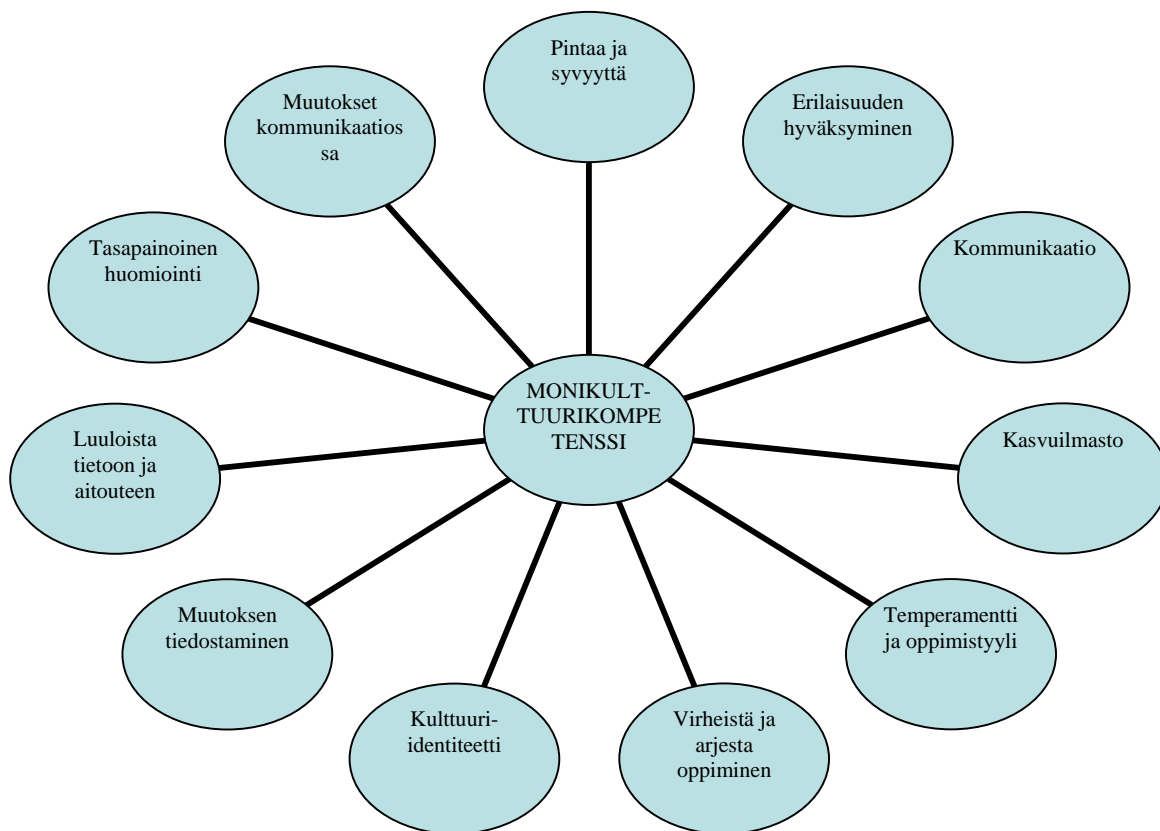 Pintaa ja
syvyyttä
Muutokset
kommunikaatios
sa
Erilaisuuden
hyväksyminen
Tasapainoinen
huomiointi
Kommunikaatio
MONIKULT-
TUURIKOMPE
TENSSI
Luuloista
tietoon ja
aitouteen
Kasvuilmasto
Muutoksen
tiedostaminen
Temperamentti
ja oppimistyyli
Kulttuuri-
identiteetti
Virheistä ja
arjesta
oppiminen